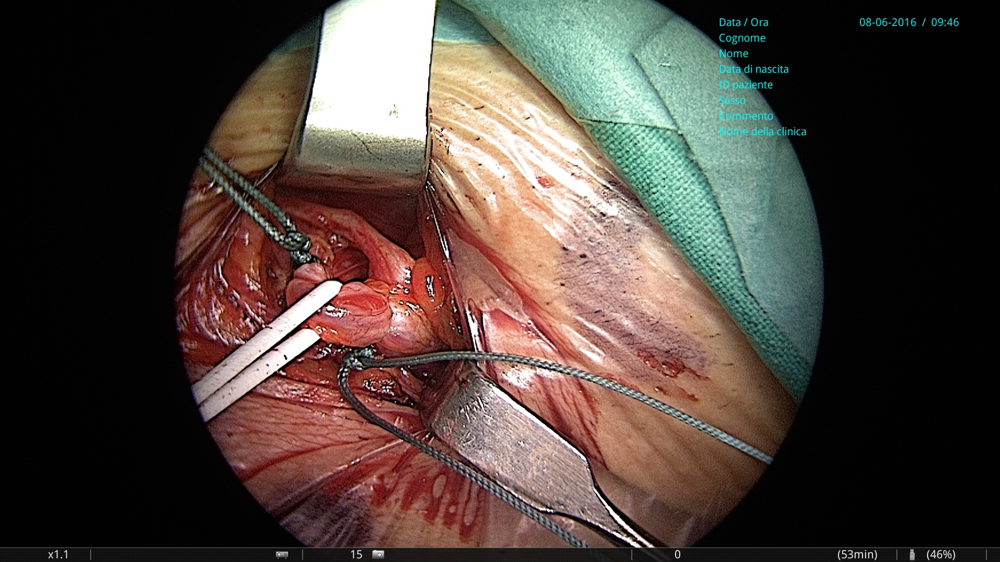 Data / Ora 08-06-2016 / 09:46
Cognome
Nome
Data di nascita
ID paziente
Sesso
Commento
Nome della clinica
x1.1 15 0 (53min) (46%)